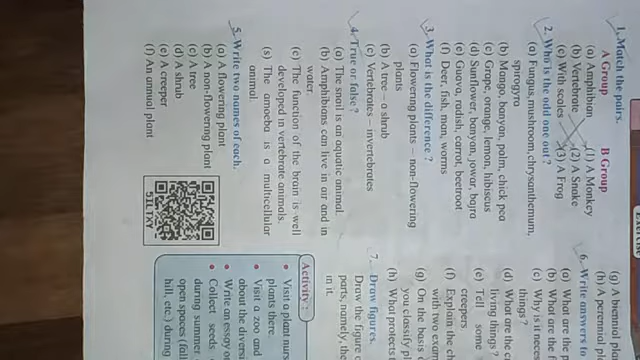 1. Match the pairs.
A Group B Group
(a) Amphibian (1) A Monkey
(b) Vertebrate (2) A Snake
(c) With scales (3) A Frog
2. Who is the odd one out?
(a) Fungus, mushroom, chrysanthemum,
spirogyra
(b) Mango, banyan, palm, chick pea
(c) Grape, orange, lemon, hibiscus
(d) Sunflower, banyan, jowar, bajra
(e) Guava, radish, carrot, beetroot
(f) Deer, fish, man, worms
3. What is the difference ?
(a) Flowering plants - non-flowering
plants
(b) A tree - a shrub
(c) Vertebrates - invertebrates
4. True or false ?
(a) The snail is an aquatic animal.
(b) Amphibians can live in air and in
water.
(c) The function of the brain is well
developed in vertebrate animals.
(s) The amoeba is a multicellular
animal.
5. Write two names of each.
(a) A flowering plant
(b) A non-flowering plant
(c) A tree
(d) A shrub
(e) A creeper
(f) An annual plant
(g) A biennial
(h) A perennial
6. Write answers to
(a) What are the
(b) What are the
(c) Why is it need
things ?
(d) What are the
living things ?
(e) Tell some
creepers
(f) Explain the
with two exam
(g) On the basis
you classify pl
(h) What protects
7. Draw figures.
Draw the figure
parts, namely, the
in it.
Activity :
• Visit a plant nurs
plants there.
• Visit a zoo and
about the divers
• Write an essay on
• Collect seeds
during summer
open spaces
hill, etc.) during